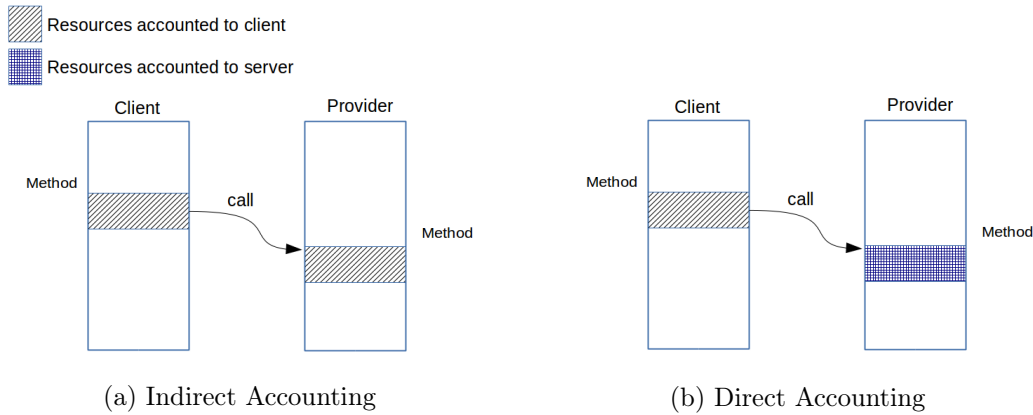 Resources accounted to client
Resources accounted to server
Client
Provider
Method
call
Method
(a) Indirect Accounting
Client
Provider
Method
call
Method
(b) Direct Accounting